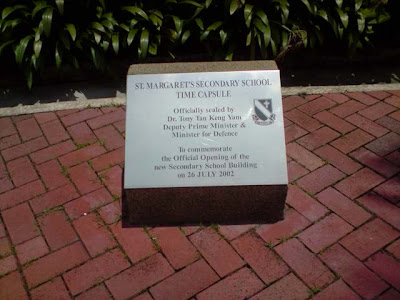 ST. MARGARET'S SECONDARY SCHOOL
TIME CAPSULE
Officially sealed by
Dr. Tony Tan Keng Yam
Deputy Prime Minister &
Minister for Defence
To commemorate
the Official Opening of the
new Secondary School Building
on 26 JULY 2002